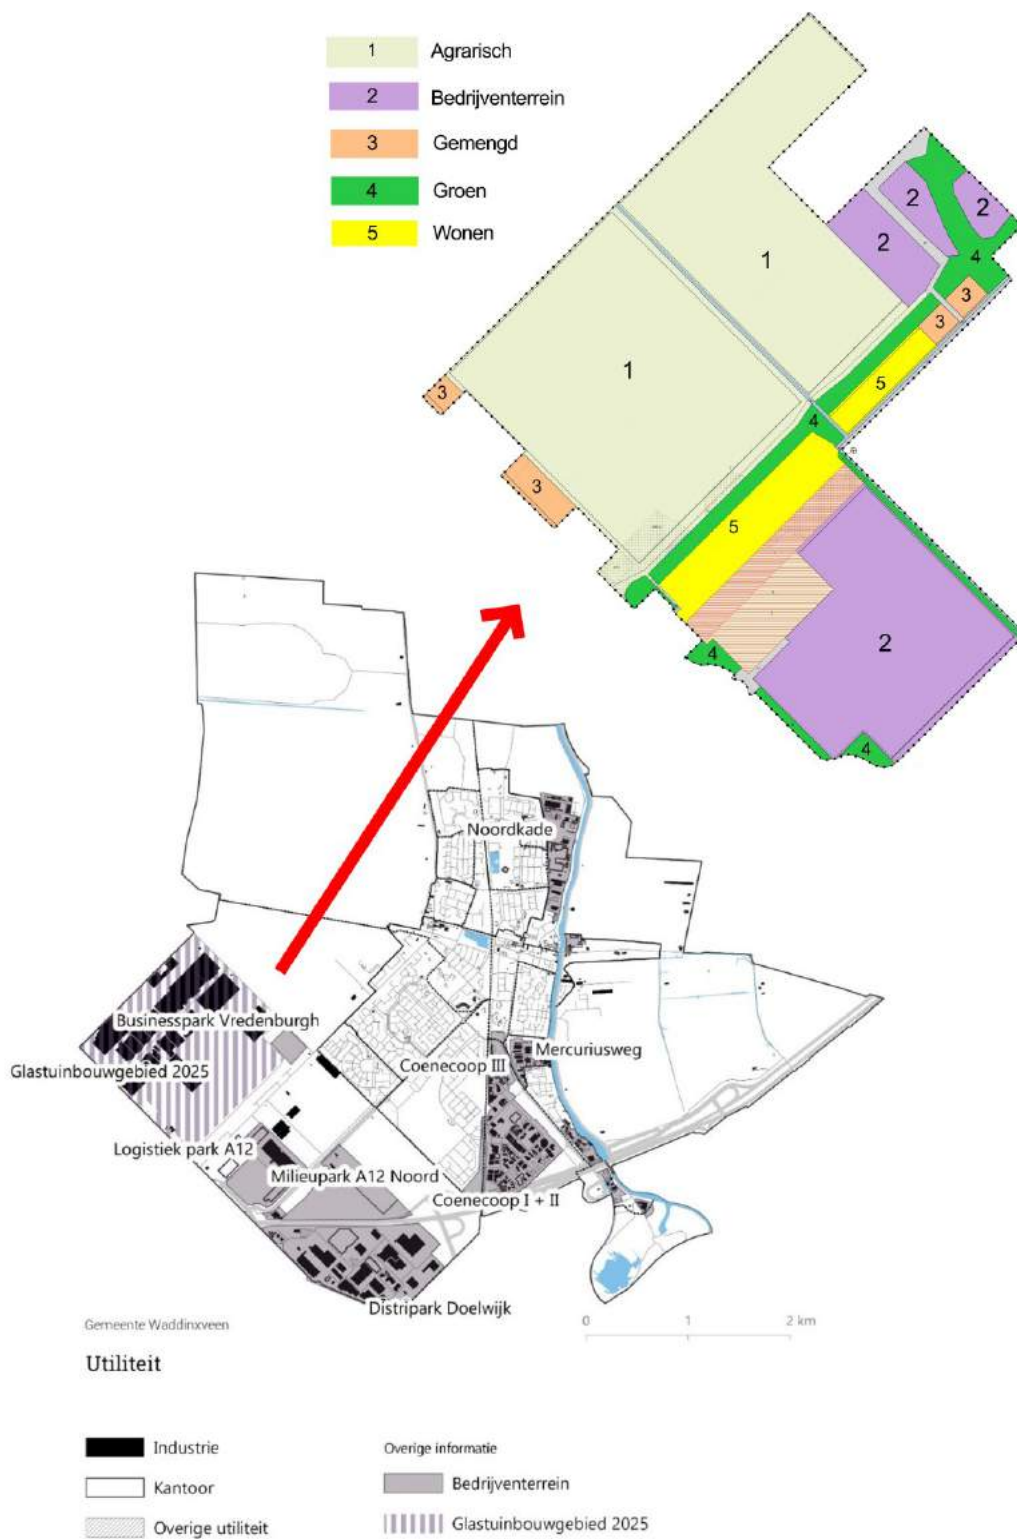 1 Agrarisch
2 Bedrijventerrein
3 Gemengd
4 Groen
5 Wonen
2
2
2
1
4
3
3
1
5
3
4
3
5
2
4
4
Noordkade
Businesspark Vredenburgh
Mercuriusweg
Coenecoop III
Glastuinbouwgebied 2025
Logistiek park A12
Milieupark A12 Noord
Coenecoop I + II
Distripark Doelwijk
0 1 2 km
Gemeente Waddinxveen
Utiliteit
Industrie
Overige informatie
Kantoor
Bedrijventerrein
Overige utiliteit
Glastuinbouwgebied 2025